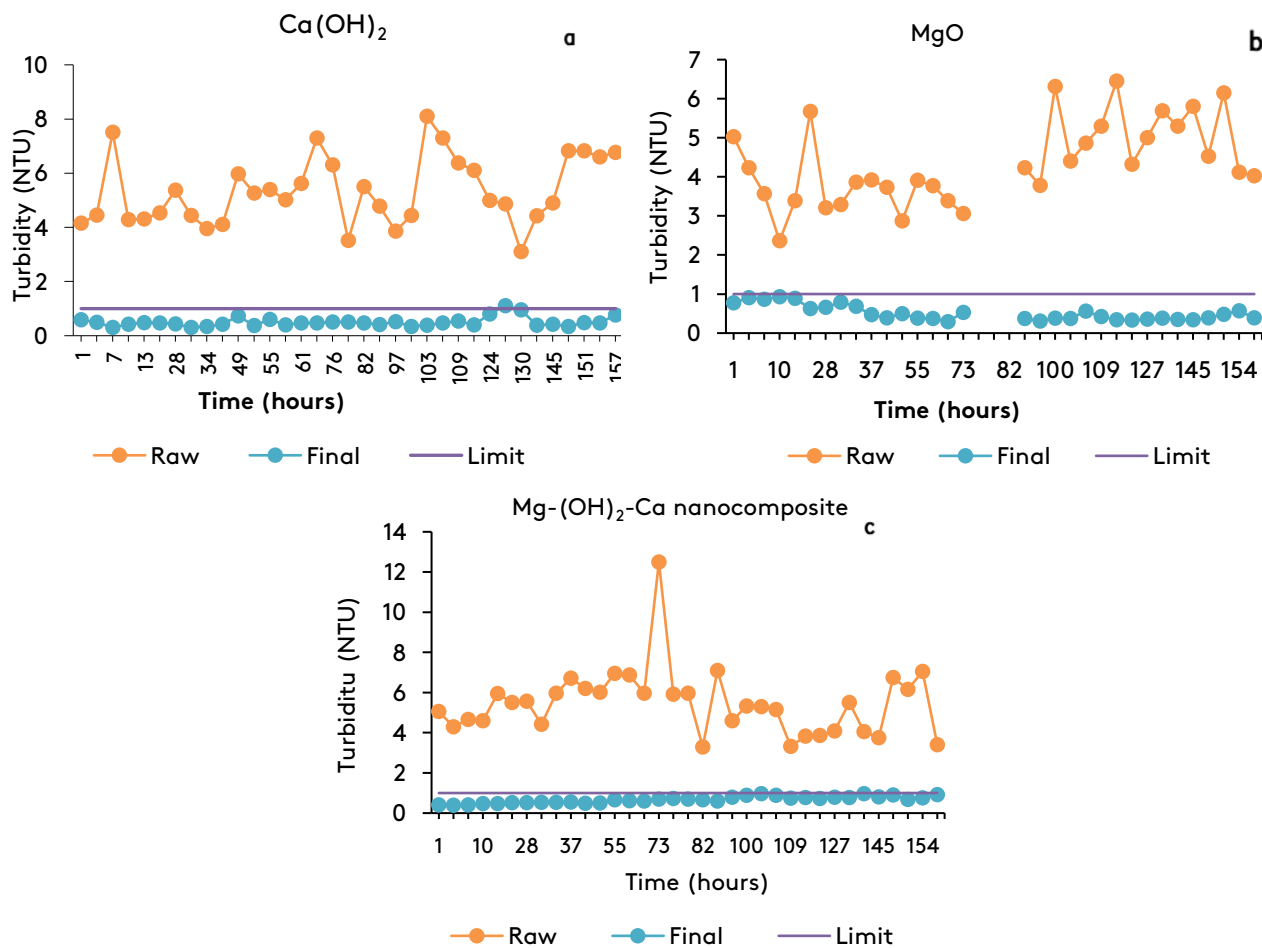 Ca(OH)₂
a
10
8
6
4
2
0
Turbidity (NTU)
1 7 13 28 34 49 55 61 76 82 97 103 109 124 130 145 151 157
Time (hours)
Raw Final Limit
MgO
b
7
6
5
4
3
2
1
0
Turbidity (NTU)
1 10 28 37 55 73 82 100 109 127 145 154
Time (hours)
Raw Final Limit
Mg-(OH)₂-Ca nanocomposite
c
14
12
10
8
6
4
2
0
Turbiditu (NTU)
1 10 28 37 55 73 82 100 109 127 145 154
Time (hours)
Raw Final Limit